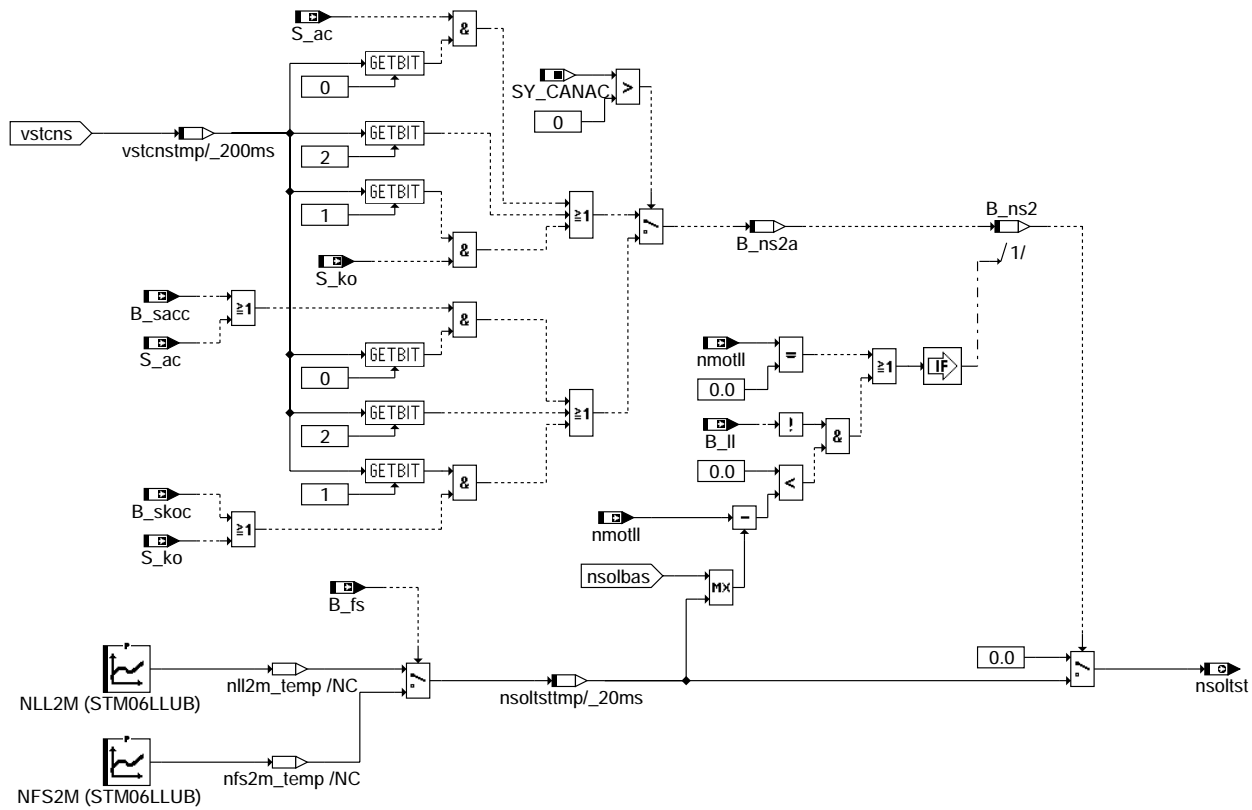 S_ac
&
GETBIT
0
SY_CANAC
>
0
vstcns
vstcnstmp/_200ms
GETBIT
2
GETBIT
1
≥1
&
S_ko
B_ns2a
B_ns2
/1/
B_sacc
≥1
S_ac
&
GETBIT
0
nmotll
=
0.0
≥1
IF
GETBIT
2
≥1
B_ll
!
&
0.0
<
GETBIT
1
&
B_skoc
≥1
S_ko
nmotll
-
nsolbas
MX
B_fs
P
NLL2M (STM06LLUB)
nll2m_temp /NC
nsoltsttmp/_20ms
0.0
nsoltst
P
NFS2M (STM06LLUB)
nfs2m_temp /NC